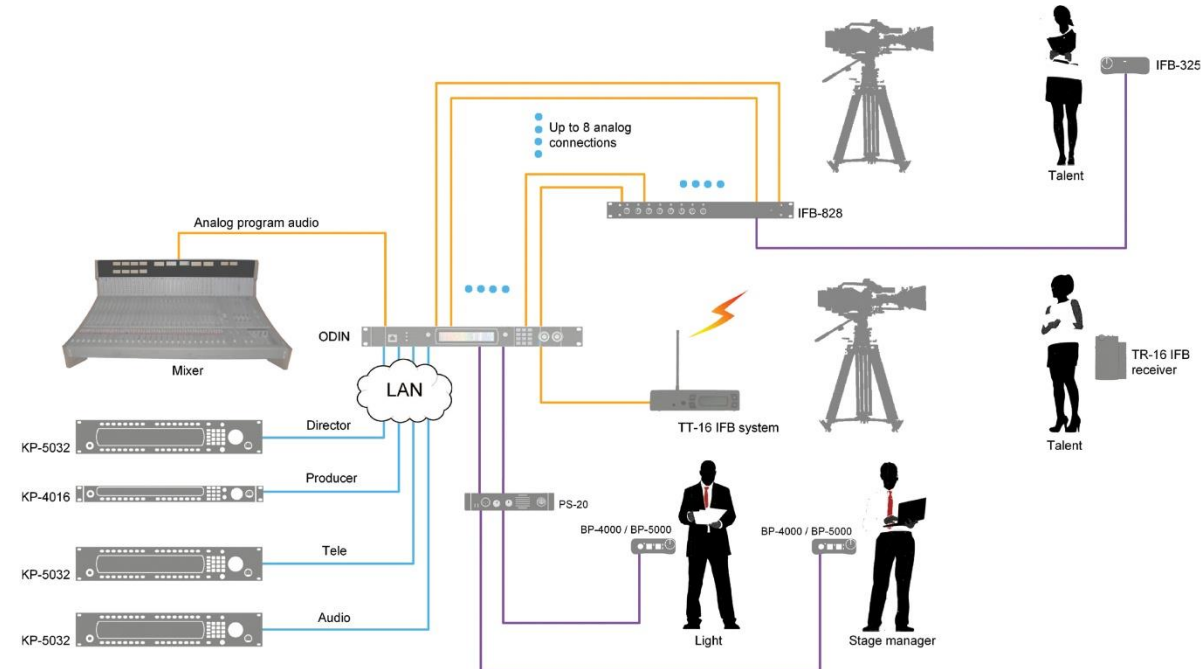 IFB-325
Up to 8 analog
connections
Talent
IFB-828
Analog program audio
ODIN
Mixer
LAN
TR-16 IFB
receiver
TT-16 IFB system
Talent
Director
KP-5032
Producer
KP-4016
PS-20
BP-4000 / BP-5000
BP-4000 / BP-5000
Tele
KP-5032
Audio
KP-5032
Light
Stage manager